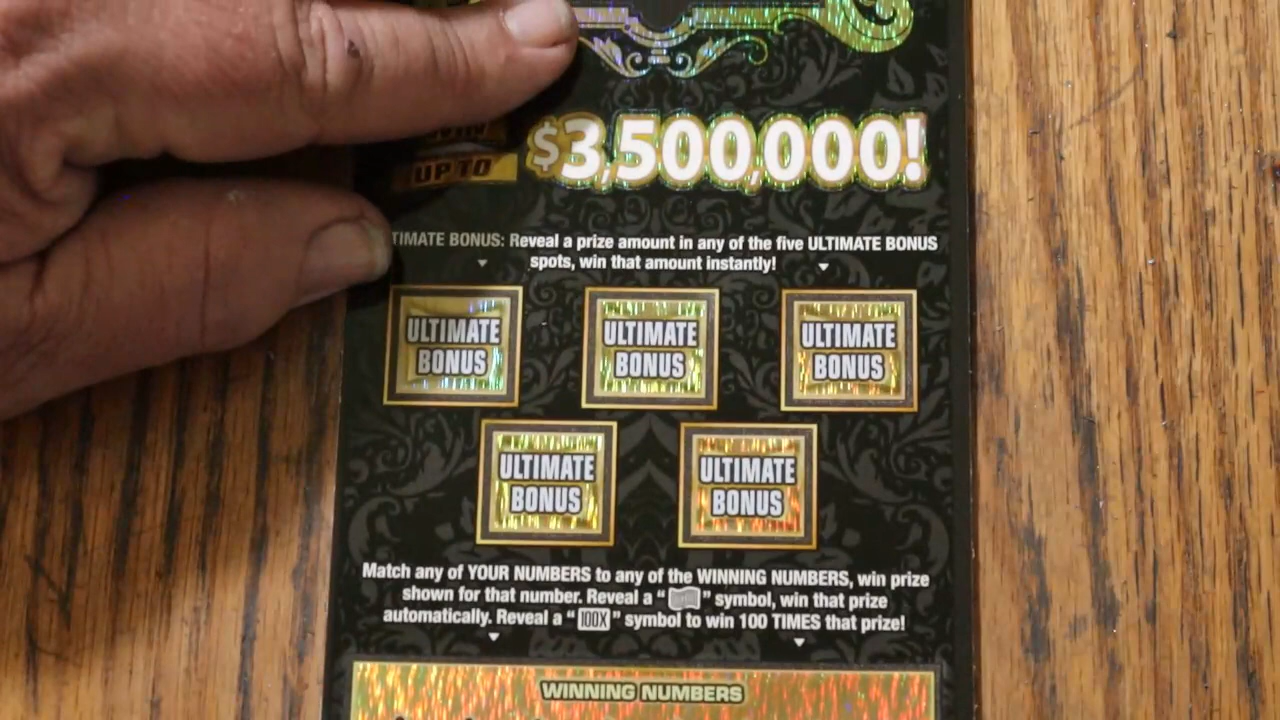 WIN
UP TO
$3,500,000!
TIMATE BONUS: Reveal a prize amount in any of the five ULTIMATE BONUS
spots, win that amount instantly!
ULTIMATE
BONUS
ULTIMATE
BONUS
ULTIMATE
BONUS
ULTIMATE
BONUS
ULTIMATE
BONUS
Match any of YOUR NUMBERS to any of the WINNING NUMBERS, win prize
shown for that number. Reveal a “ ” symbol, win that prize
automatically. Reveal a “100X” symbol to win 100 TIMES that prize!
WINNING NUMBERS